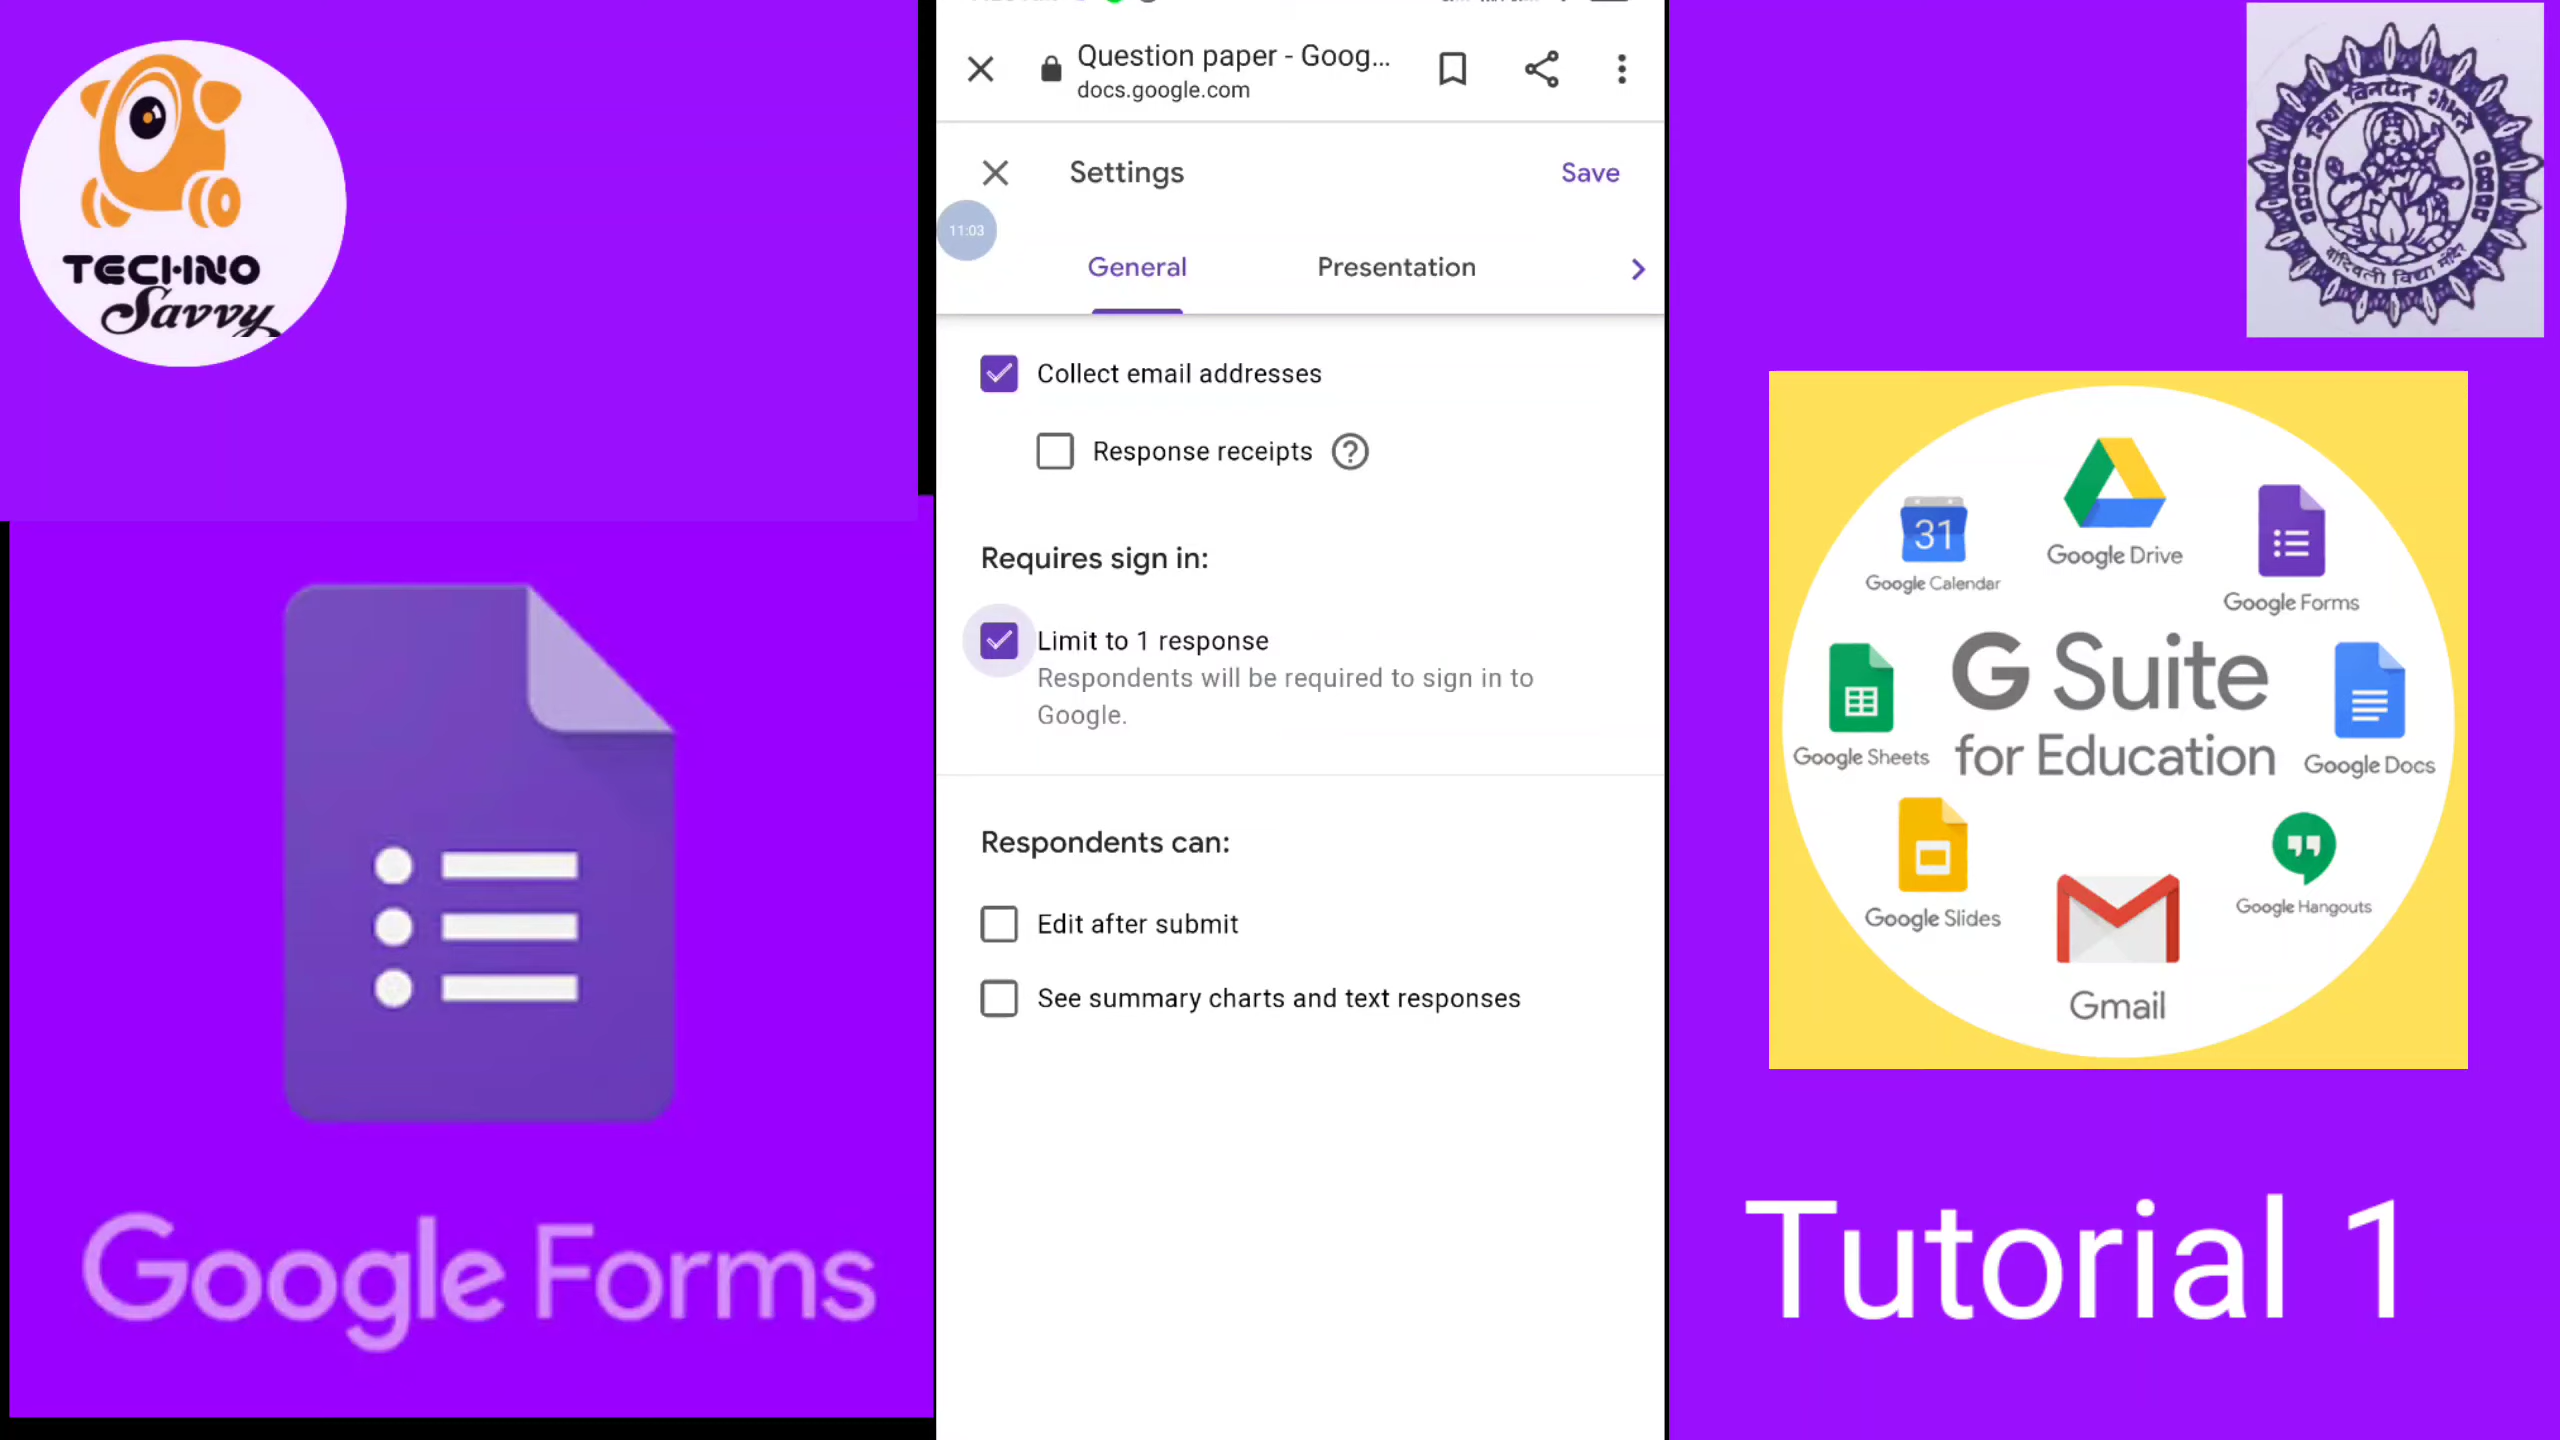 TECHNO
Savvy
Google Forms
Question paper - Goog...
docs.google.com
Settings
Save
11:03
General
Presentation
Collect email addresses
Response receipts
Requires sign in:
Limit to 1 response
Respondents will be required to sign in to
Google.
Respondents can:
Edit after submit
See summary charts and text responses
विद्या विनयेन शोभते
कांदिवली विद्या मंदिर
31
Google Calendar
Google Drive
Google Forms
Google Sheets
G Suite
for Education
Google Docs
Google Slides
Gmail
Google Hangouts
Tutorial 1